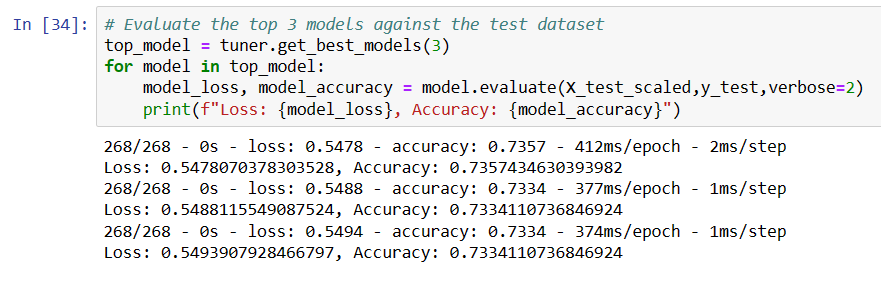 In [34]: # Evaluate the top 3 models against the test dataset
top_model = tuner.get_best_models(3)
for model in top_model:
    model_loss, model_accuracy = model.evaluate(X_test_scaled,y_test,verbose=2)
    print(f"Loss: {model_loss}, Accuracy: {model_accuracy}")
268/268 - 0s - loss: 0.5478 - accuracy: 0.7357 - 412ms/epoch - 2ms/step
Loss: 0.5478070378303528, Accuracy: 0.7357434630393982
268/268 - 0s - loss: 0.5488 - accuracy: 0.7334 - 377ms/epoch - 1ms/step
Loss: 0.5488115549087524, Accuracy: 0.7334110736846924
268/268 - 0s - loss: 0.5494 - accuracy: 0.7334 - 374ms/epoch - 1ms/step
Loss: 0.5493907928466797, Accuracy: 0.7334110736846924